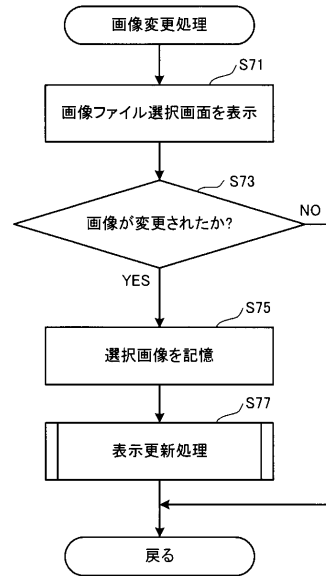 画像変更処理
S71
画像ファイル選択画面を表示
S73
画像が変更されたか?
NO
YES
S75
選択画像を記憶
S77
表示更新処理
戻る